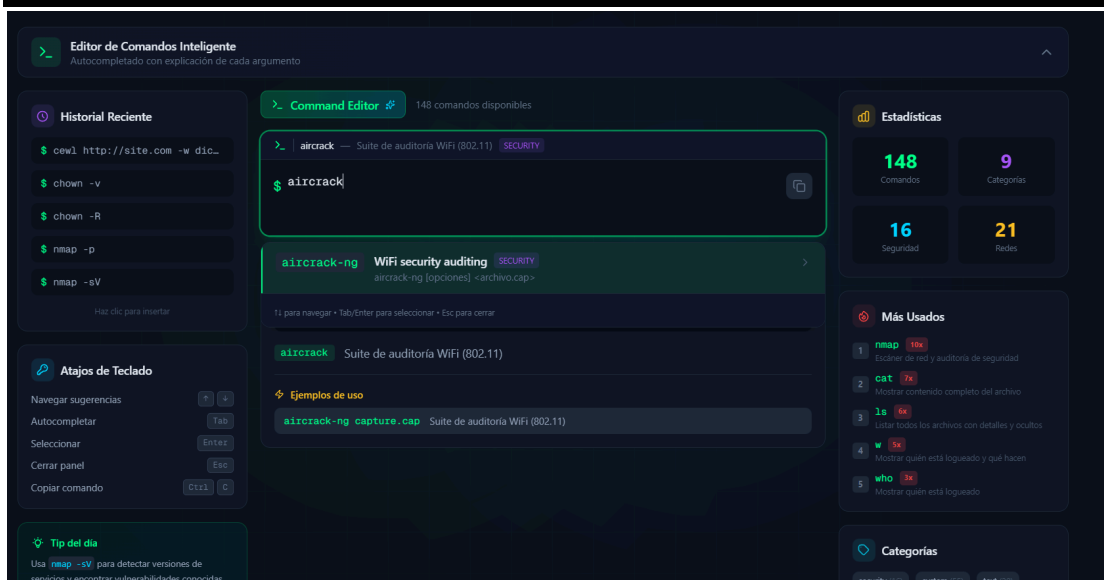 Editor de Comandos Inteligente
Autocompletado con explicación de cada argumento
Historial Reciente
$ cewl http://site.com -w dic…
$ chown -v
$ chown -R
$ nmap -p
$ nmap -sV
Haz clic para insertar
Atajos de Teclado
Navegar sugerencias ↑ ↓
Autocompletar Tab
Seleccionar Enter
Cerrar panel Esc
Copiar comando Ctrl C
Tip del día
Usa nmap -sV para detectar versiones de
servicios y encontrar vulnerabilidades conocidas
>_ Command Editor 148 comandos disponibles
>_ aircrack — Suite de auditoría WiFi (802.11) SECURITY
$ aircrack
aircrack-ng WiFi security auditing SECURITY
aircrack-ng [opciones] <archivo.cap>
↑↓ para navegar • Tab/Enter para seleccionar • Esc para cerrar
aircrack Suite de auditoría WiFi (802.11)
Ejemplos de uso
aircrack-ng capture.cap Suite de auditoría WiFi (802.11)
Estadísticas
148 9
Comandos Categorías
16 21
Seguridad Redes
Más Usados
1 nmap 10x
Escáner de red y auditoría de seguridad
2 cat 7x
Mostrar contenido completo del archivo
3 ls 6x
Listar todos los archivos con detalles y ocultos
4 w 5x
Mostrar quién está logueado y qué hacen
5 who 3x
Mostrar quién está logueado
Categorías